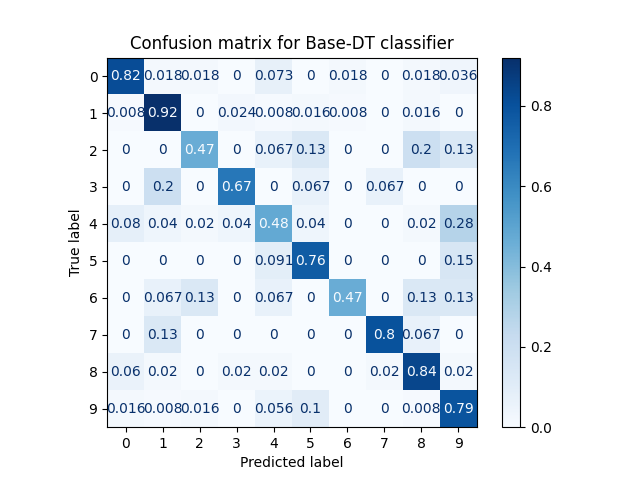 Confusion matrix for Base-DT classifier
0 0.82 0.018 0.018 0 0.073 0 0.018 0 0.018 0.036
1 0.008 0.92 0 0.024 0.008 0.016 0.008 0 0.016 0
2 0 0 0.47 0 0.067 0.13 0 0 0.2 0.13
3 0 0.2 0 0.67 0 0.067 0 0.067 0 0
4 0.08 0.04 0.02 0.04 0.48 0.04 0 0 0.02 0.28
5 0 0 0 0 0.091 0.76 0 0 0 0.15
6 0 0.067 0.13 0 0.067 0 0.47 0 0.13 0.13
7 0 0.13 0 0 0 0 0 0.8 0.067 0
8 0.06 0.02 0 0.02 0.02 0 0 0.02 0.84 0.02
9 0.016 0.008 0.016 0 0.056 0.1 0 0 0.008 0.79
0 1 2 3 4 5 6 7 8 9
Predicted label
True label
0.8
0.6
0.4
0.2
0.0